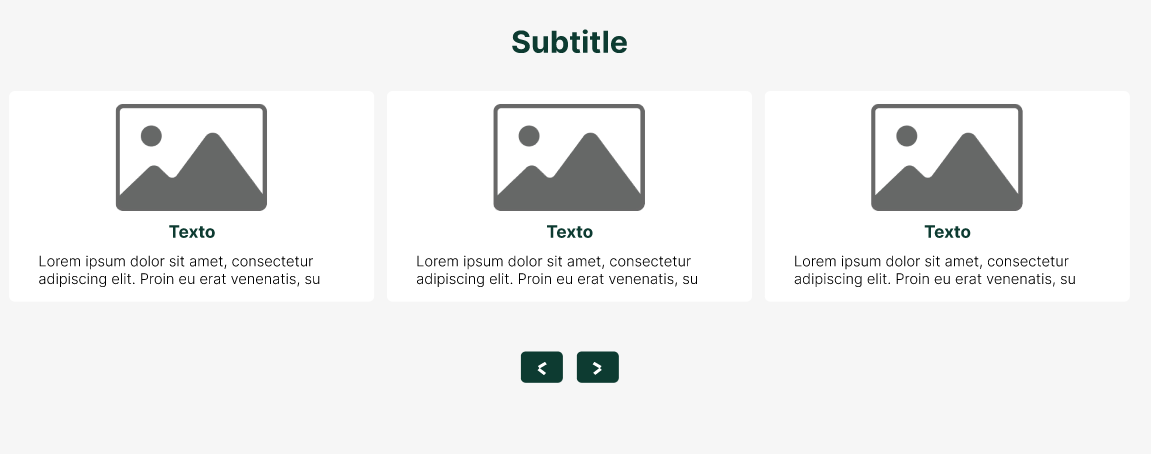 Subtitle
Texto
Lorem ipsum dolor sit amet, consectetur
adipiscing elit. Proin eu erat venenatis, su
Texto
Lorem ipsum dolor sit amet, consectetur
adipiscing elit. Proin eu erat venenatis, su
Texto
Lorem ipsum dolor sit amet, consectetur
adipiscing elit. Proin eu erat venenatis, su
< >